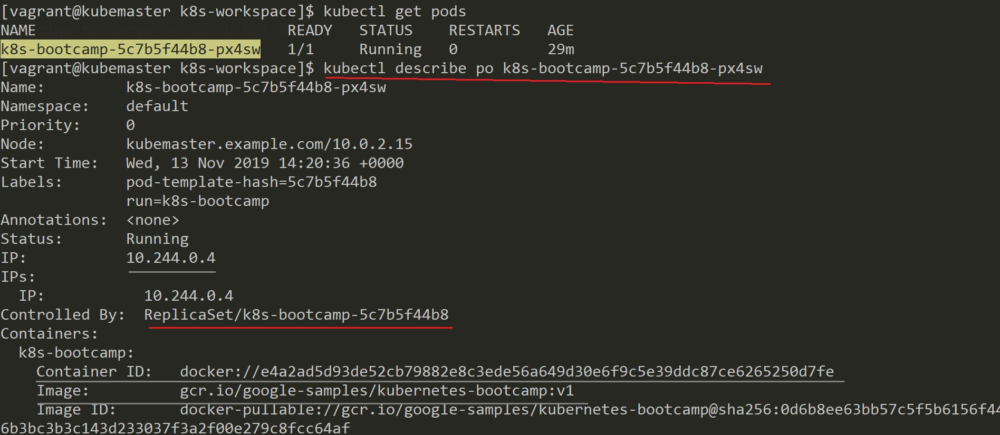 [vagrant@kubemaster k8s-workspace]$ kubectl get pods
NAME READY STATUS RESTARTS AGE
k8s-bootcamp-5c7b5f44b8-px4sw 1/1 Running 0 29m
[vagrant@kubemaster k8s-workspace]$ kubectl describe po k8s-bootcamp-5c7b5f44b8-px4sw
Name: k8s-bootcamp-5c7b5f44b8-px4sw
Namespace: default
Priority: 0
Node: kubemaster.example.com/10.0.2.15
Start Time: Wed, 13 Nov 2019 14:20:36 +0000
Labels: pod-template-hash=5c7b5f44b8
run=k8s-bootcamp
Annotations: <none>
Status: Running
IP: 10.244.0.4
IPs:
IP: 10.244.0.4
Controlled By: ReplicaSet/k8s-bootcamp-5c7b5f44b8
Containers:
k8s-bootcamp:
Container ID: docker://e4a2ad5d93de52cb79882e8c3ede56a649d30e6f9c5e39ddc87ce6265250d7fe
Image: gcr.io/google-samples/kubernetes-bootcamp:v1
Image ID: docker-pullable://gcr.io/google-samples/kubernetes-bootcamp@sha256:0d6b8ee63bb57c5f5b6156f44
6b3bc3b3c143d233037f3a2f00e279c8fcc64af